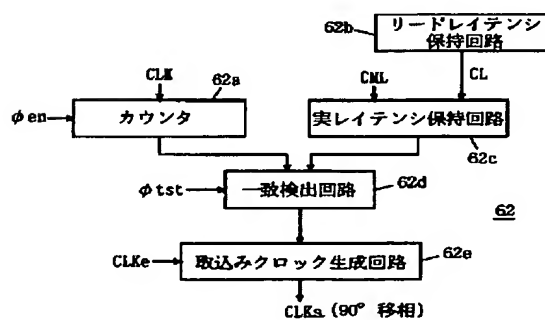 62b
リードレイテンシ
保持回路
CLK
62a
CML
CL
φen
カウンタ
実レイテンシ保持回路
62c
φtst
一致検出回路
62d
62
CLKe
取込みクロック生成回路
62e
CLKs (90° 移相)